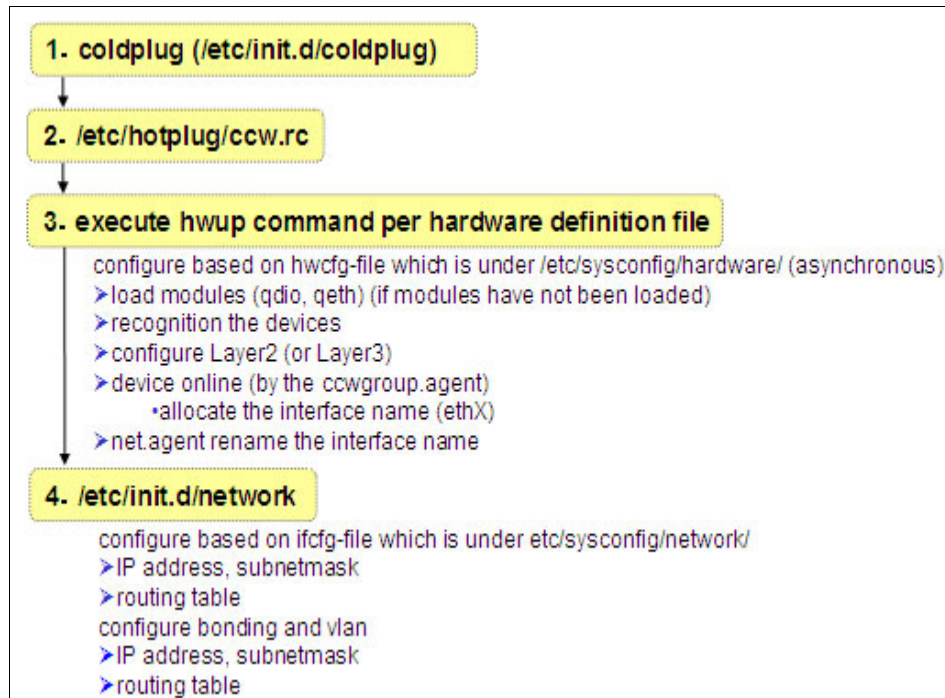 1. coldplug (/etc/init.d/coldplug)
2. /etc/hotplug/ccw.rc
3. execute hwup command per hardware definition file
configure based on hwcfg-file which is under /etc/sysconfig/hardware/ (asynchronous)
➢load modules (qdio, qeth) (if modules have not been loaded)
➢recognition the devices
➢configure Layer2 (or Layer3)
➢device online (by the ccwgroup.agent)
•allocate the interface name (ethX)
➢net.agent rename the interface name
4. /etc/init.d/network
configure based on ifcfg-file which is under etc/sysconfig/network/
➢IP address, subnetmask
➢routing table
configure bonding and vlan
➢IP address, subnetmask
➢routing table